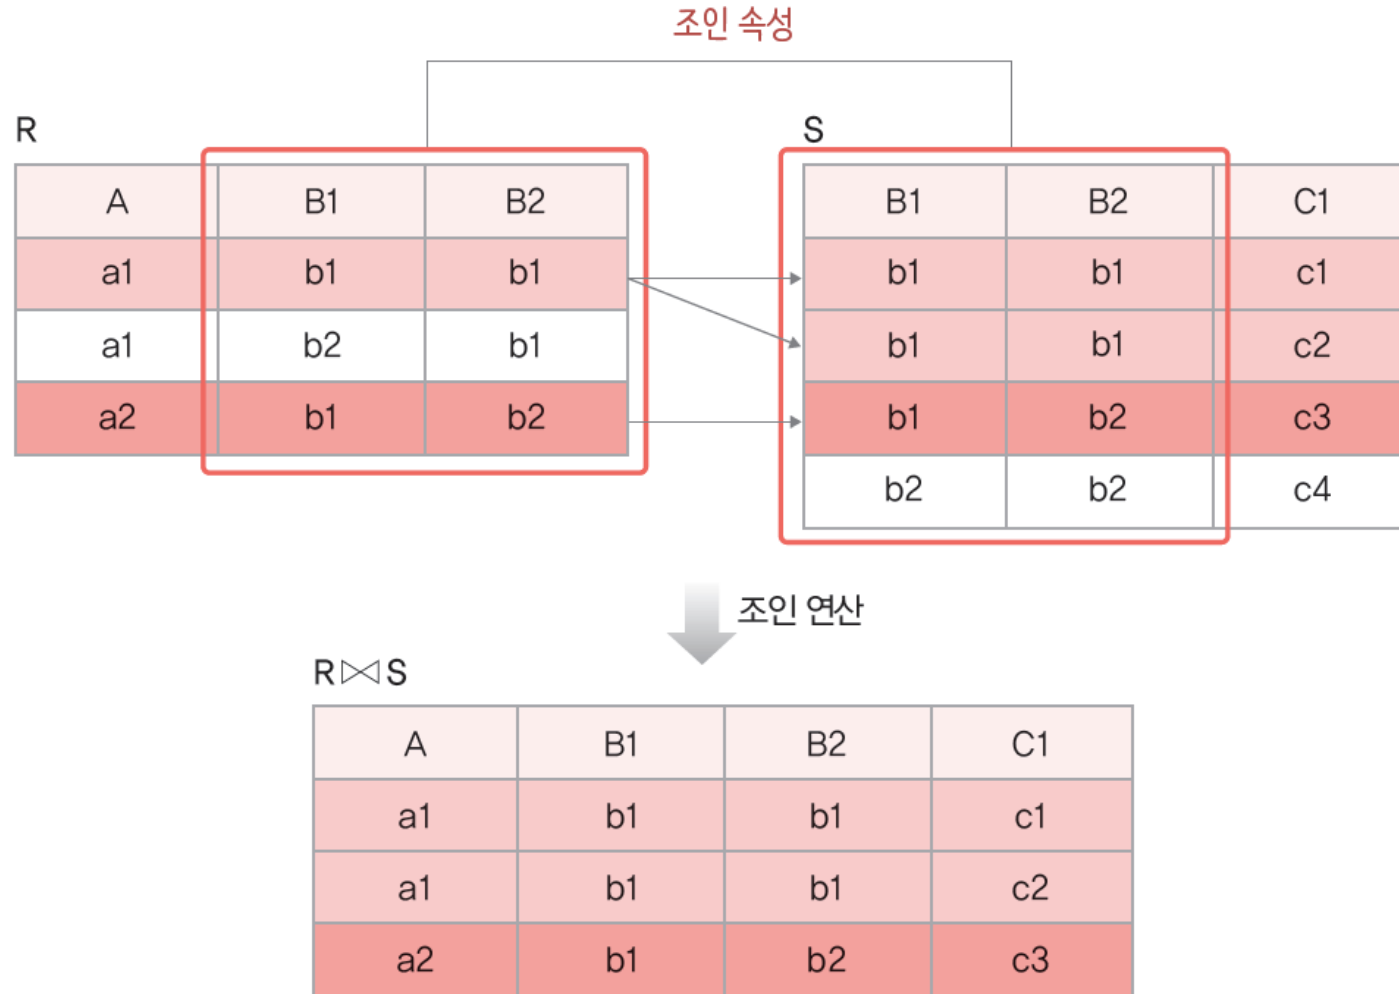 조인 속성
R
A B1 B2
a1 b1 b1
a1 b2 b1
a2 b1 b2
S
B1 B2 C1
b1 b1 c1
b1 b1 c2
b1 b2 c3
b2 b2 c4
조인 연산
R⋈S
A B1 B2 C1
a1 b1 b1 c1
a1 b1 b1 c2
a2 b1 b2 c3